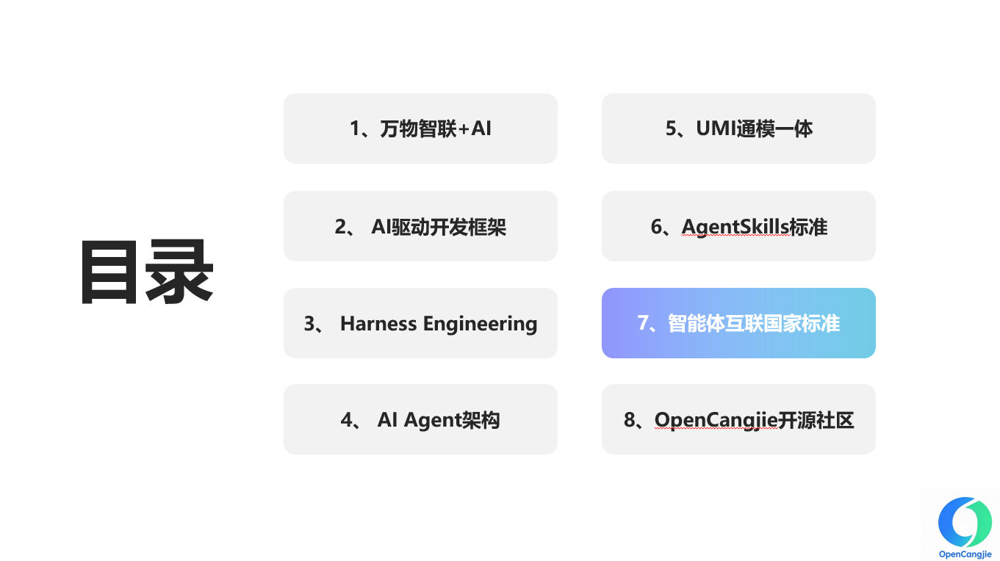 目录
1、万物智联+AI
2、 AI驱动开发框架
3、 Harness Engineering
4、 AI Agent架构
5、UMI通模一体
6、AgentSkills标准
7、智能体互联国家标准
8、OpenCangjie开源社区
OpenCangjie